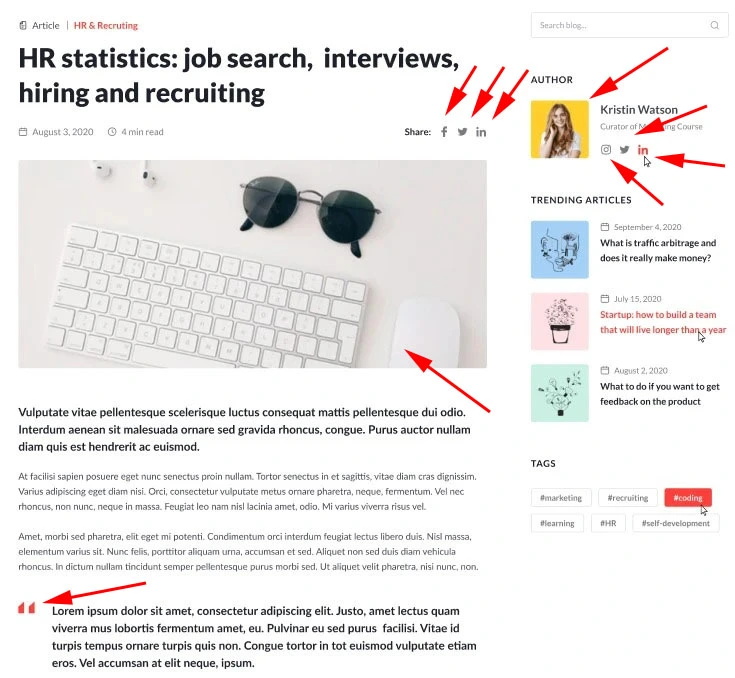 Article | HR & Recruting
HR statistics: job search, interviews,
hiring and recruiting
August 3, 2020 4 min read
Share:
Vulputate vitae pellentesque scelerisque luctus consequat mattis pellentesque dui odio.
Interdum aenean sit malesuada ornare sed gravida rhoncus, congue. Purus auctor nullam
diam quis est hendrerit ac euismod.
At facilisi sapien posuere eget nunc senectus proin nullam. Tortor senectus in et sagittis, vitae diam cras dignissim.
Varius adipiscing eget diam nisi. Orci, consectetur vulputate metus ornare pharetra, neque, fermentum. Vel nec
rhoncus, non nunc, neque in massa. Feugiat leo nam nisl lacinia amet, odio. Mi varius viverra risus vel.
Amet, morbi sed pharetra, elit eget mi potenti. Condimentum orci interdum feugiat lectus libero duis. Nisl massa,
elementum varius sit. Nunc felis, porttitor aliquam urna, accumsan et sed. Aliquet non sed duis diam vehicula
rhoncus. In dictum nullam tincidunt semper pellentesque purus morbi sed. Ut aliquet velit pharetra, nisi nunc, non.
Lorem ipsum dolor sit amet, consectetur adipiscing elit. Justo, amet lectus quam
viverra mus lobortis fermentum amet, eu. Pulvinar eu sed purus facilisi. Vitae id
turpis tempus ornare turpis quis non. Congue tortor in tot euismod vulputate etiam
eros. Vel accumsan at elit neque, ipsum.
Search blog...
AUTHOR
Kristin Watson
Curator of Course
TRENDING ARTICLES
September 4, 2020
What is traffic arbitrage and
does it really make money?
July 15, 2020
Startup: how to build a team
that will live longer than a year
August 2, 2020
What to do if you want to get
feedback on the product
TAGS
#marketing #recruiting #coding
#learning #HR #self-development